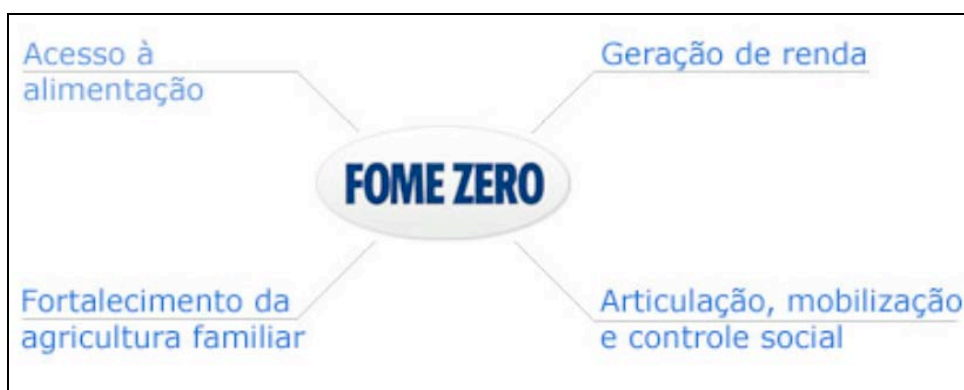 Acesso à
alimentação
Geração de renda
FOME ZERO
Fortalecimento da
agricultura familiar
Articulação, mobilização
e controle social